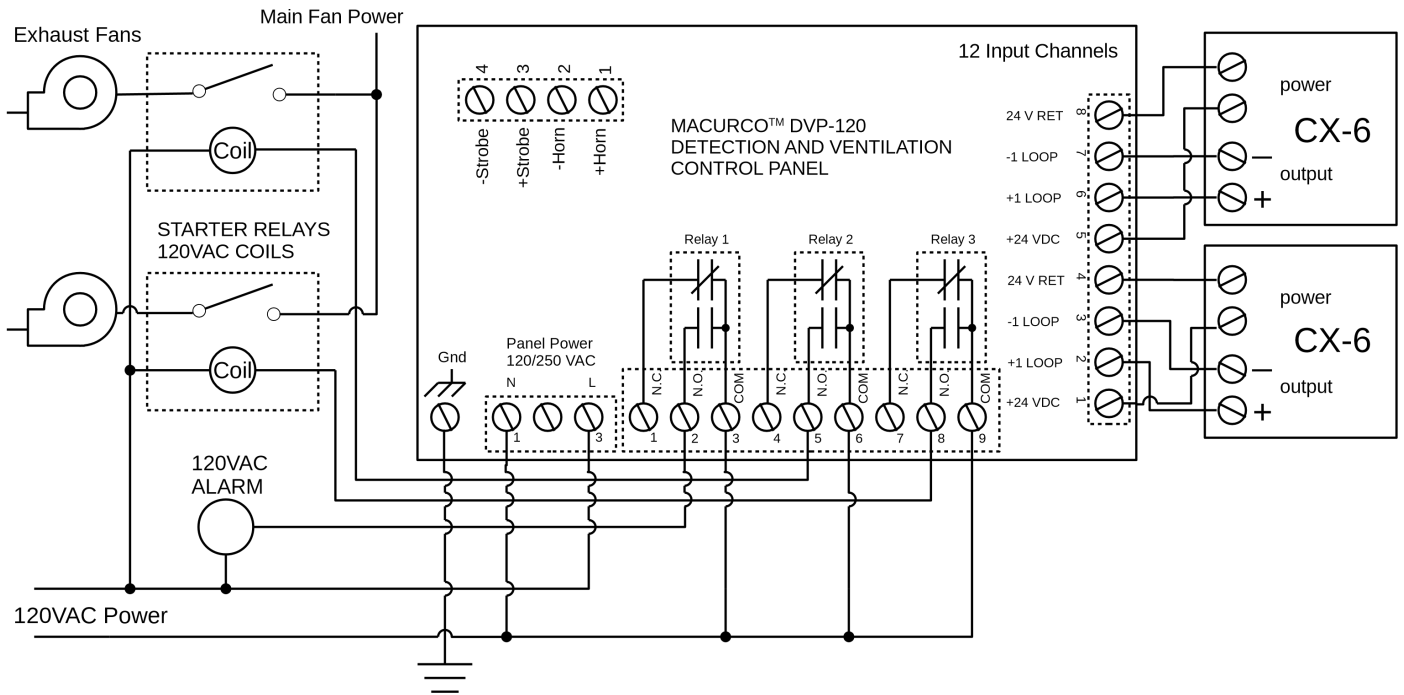 Main Fan Power
Exhaust Fans
12 Input Channels
4
3
2
1
-Strobe
+Strobe
-Horn
+Horn
MACURCO™ DVP-120
DETECTION AND VENTILATION
CONTROL PANEL
Coil
STARTER RELAYS
120VAC COILS
Coil
24 V RET 8
-1 LOOP 7
+1 LOOP 6
+24 VDC 5
24 V RET 4
-1 LOOP 3
+1 LOOP 2
+24 VDC 1
power
CX-6
–
output
+
power
CX-6
–
output
+
Relay 1
Relay 2
Relay 3
Gnd
Panel Power
120/250 VAC
N
L
1
3
N.C.
N.O.
COM
N.C.
N.O.
COM
N.C.
N.O.
COM
1
2
3
4
5
6
7
8
9
120VAC
ALARM
120VAC Power